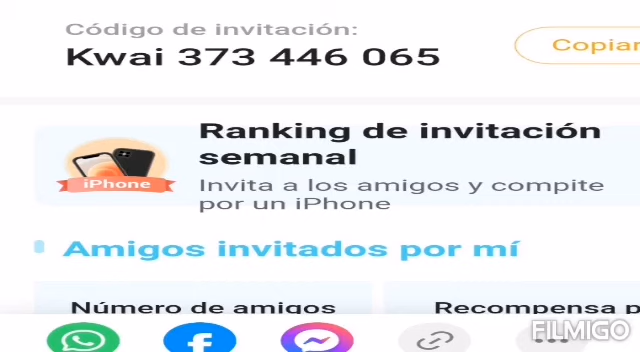 Código de invitación:
Kwai 373 446 065
Copiar
Ranking de invitación
semanal
iPhone
Invita a los amigos y compite
por un iPhone
Amigos invitados por mí
Número de amigos
Recompensa p
FILMIGO